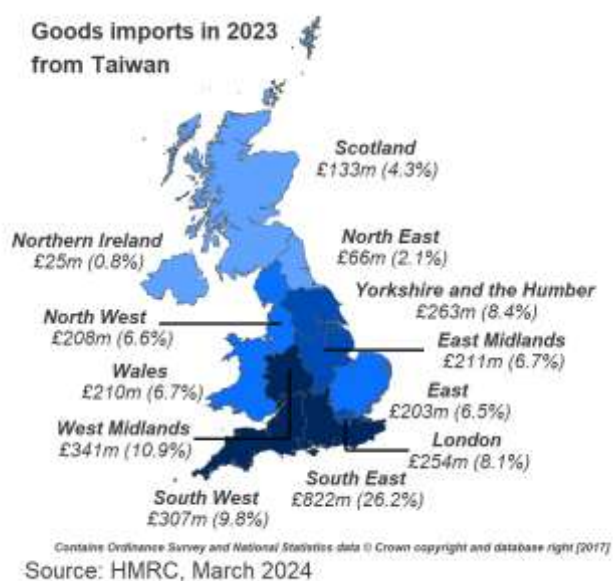 Goods imports in 2023
from Taiwan
Scotland
£133m (4.3%)
Northern Ireland
£25m (0.8%)
North East
£66m (2.1%)
Yorkshire and the Humber
£263m (8.4%)
North West
£208m (6.6%)
East Midlands
£211m (6.7%)
Wales
£210m (6.7%)
East
£203m (6.5%)
West Midlands
£341m (10.9%)
London
£254m (8.1%)
South East
£822m (26.2%)
South West
£307m (9.8%)
Contains Ordinance Survey and National Statistics data © Crown copyright and database right [2017]
Source: HMRC, March 2024